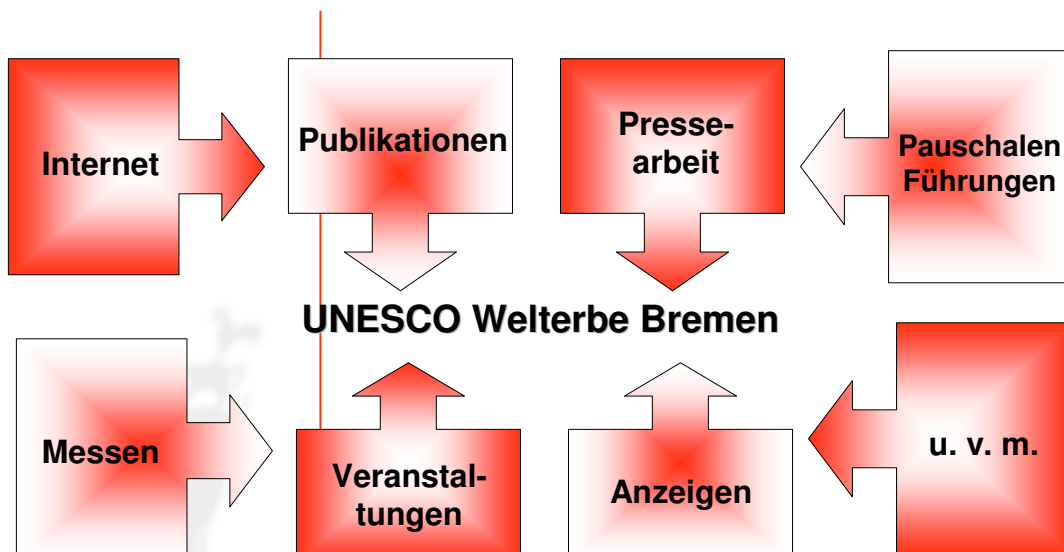 Internet
Publikationen
Presse-
arbeit
Pauschalen
Führungen
UNESCO Welterbe Bremen
Messen
Veranstal-
tungen
Anzeigen
u. v. m.